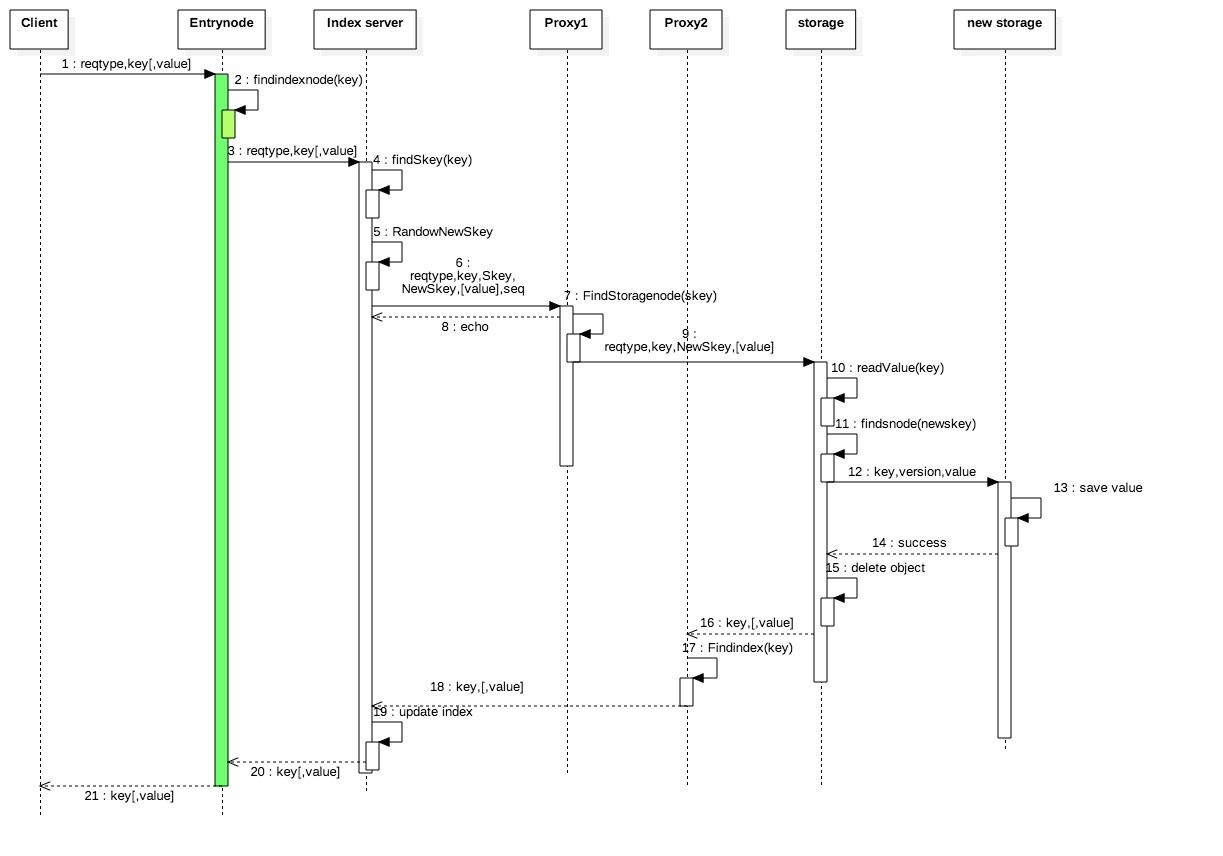 Client
Entrynode
Index server
Proxy1
Proxy2
storage
new storage
1 : reqtype,key[,value]
2 : findindexnode(key)
3 : reqtype,key[,value]
4 : findSkey(key)
5 : RandowNewSkey
6 :
reqtype,key,Skey,
NewSkey,[value],seq
7 : FindStoragenode(skey)
8 : echo
9 :
reqtype,key,NewSkey,[value]
10 : readValue(key)
11 : findsnode(newskey)
12 : key,version,value
13 : save value
14 : success
15 : delete object
16 : key,[,value]
17 : Findindex(key)
18 : key,[,value]
19 : update index
20 : key[,value]
21 : key[,value]